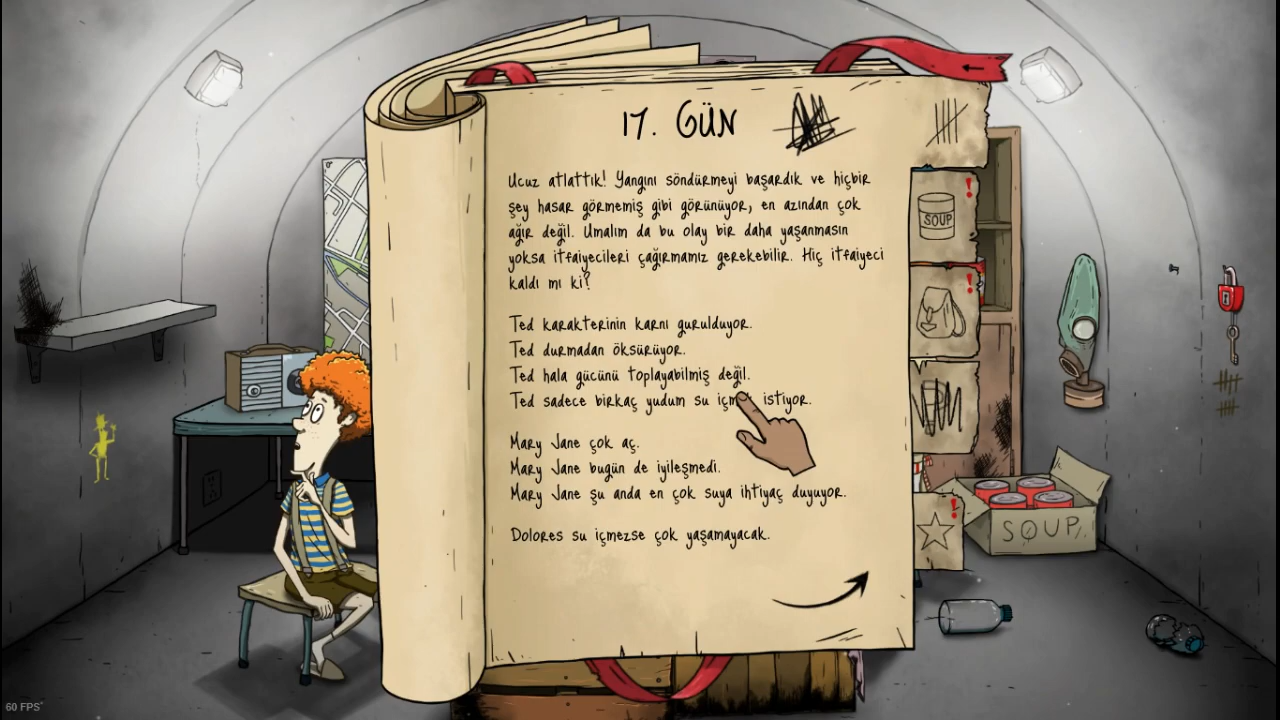 17. GÜN
Ucuz atlattık! Yangını söndürmeyi başardık ve hiçbir
şey hasar görmemiş gibi görünüyor, en azından çok
ağır değil. Umalım da bu olay bir daha yaşanmasın
yoksa itfaiyecileri çağırmamız gerekebilir. Hiç itfaiyeci
kaldı mı ki?
Ted karakterinin karnı gurulduyor.
Ted durmadan öksürüyor.
Ted hala gücünü toplayabilmiş değil.
Ted sadece birkaç yudum su istiyor.
Mary Jane çok aç.
Mary Jane bugün de iyileşmedi.
Mary Jane şu anda en çok suya ihtiyaç duyuyor.
Dolores su içmezse çok yaşamayacak.
SOUP
!
!
!
SOUP
60 FPS